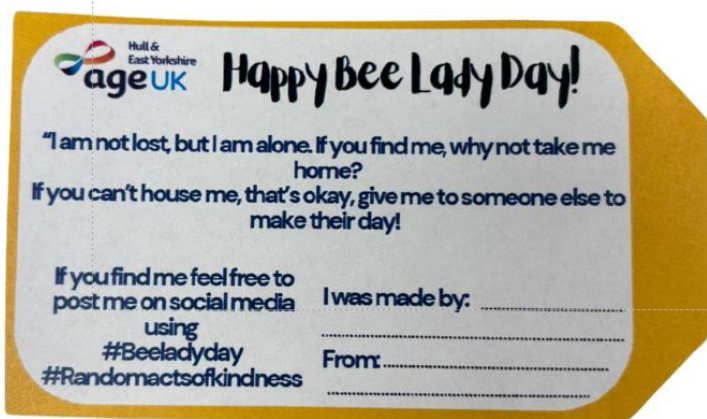 Hull &
East Yorkshire
age UK
Happy Bee Lady Day!
"I am not lost, but I am alone. If you find me, why not take me
home?
If you can't house me, that's okay, give me to someone else to
make their day!
If you find me feel free to
post me on social media
using
#Beeladyday
#Randomactsofkindness
I was made by:
From: